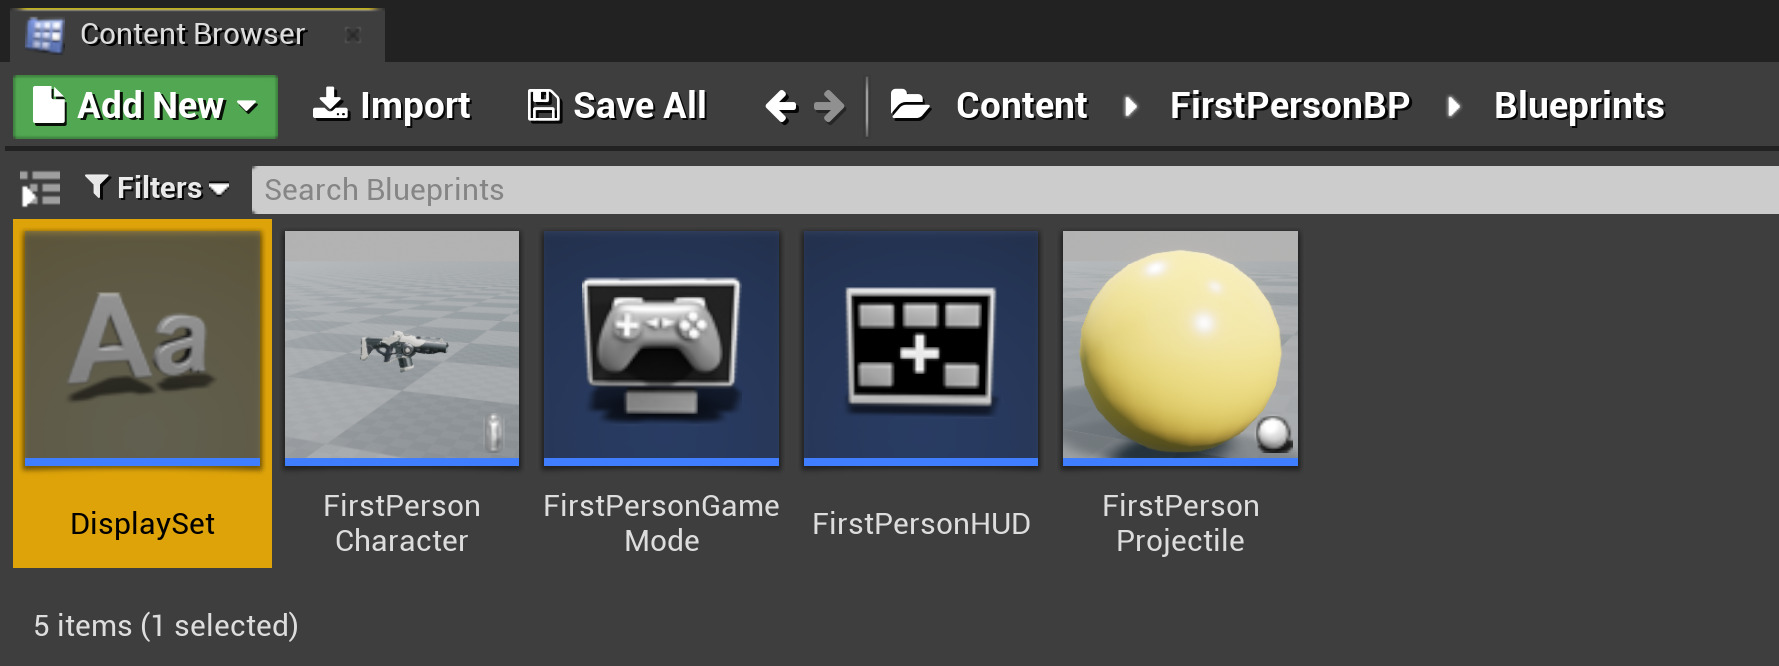 Content Browser
Add New Import Save All Content FirstPersonBP Blueprints
Filters Search Blueprints
Aa
DisplaySet
FirstPerson
Character
FirstPersonGame
Mode
FirstPersonHUD
FirstPerson
Projectile
5 items (1 selected)